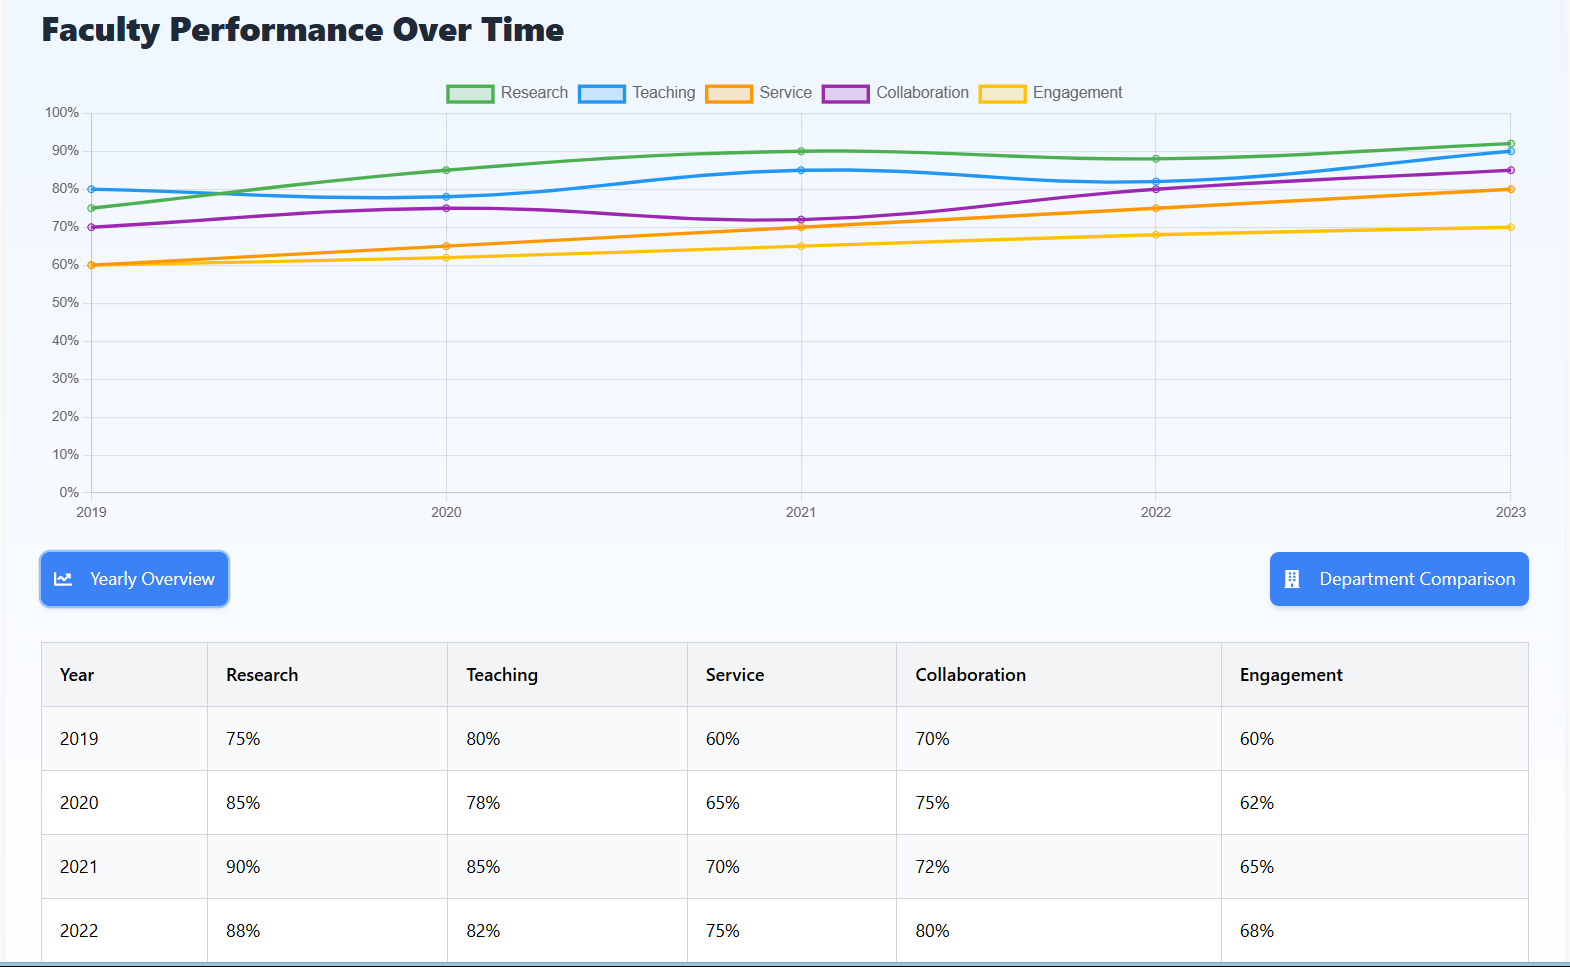 Faculty Performance Over Time
Research Teaching Service Collaboration Engagement
100%
90%
80%
70%
60%
50%
40%
30%
20%
10%
0%
2019 2020 2021 2022 2023
Yearly Overview Department Comparison
Year Research Teaching Service Collaboration Engagement
2019 75% 80% 60% 70% 60%
2020 85% 78% 65% 75% 62%
2021 90% 85% 70% 72% 65%
2022 88% 82% 75% 80% 68%